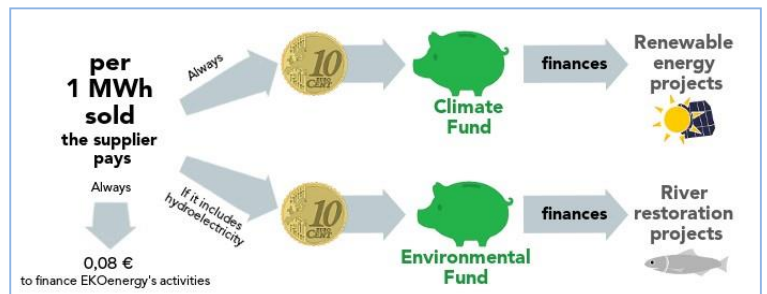 per
1 MWh
sold
the supplier
pays
Always
0,08 €
to finance EKOenergy's activities
Always
10
EURO
CENT
Climate
Fund
finances
Renewable
energy
projects
If it includes
hydroelectricity
10
EURO
CENT
Environmental
Fund
finances
River
restoration
projects